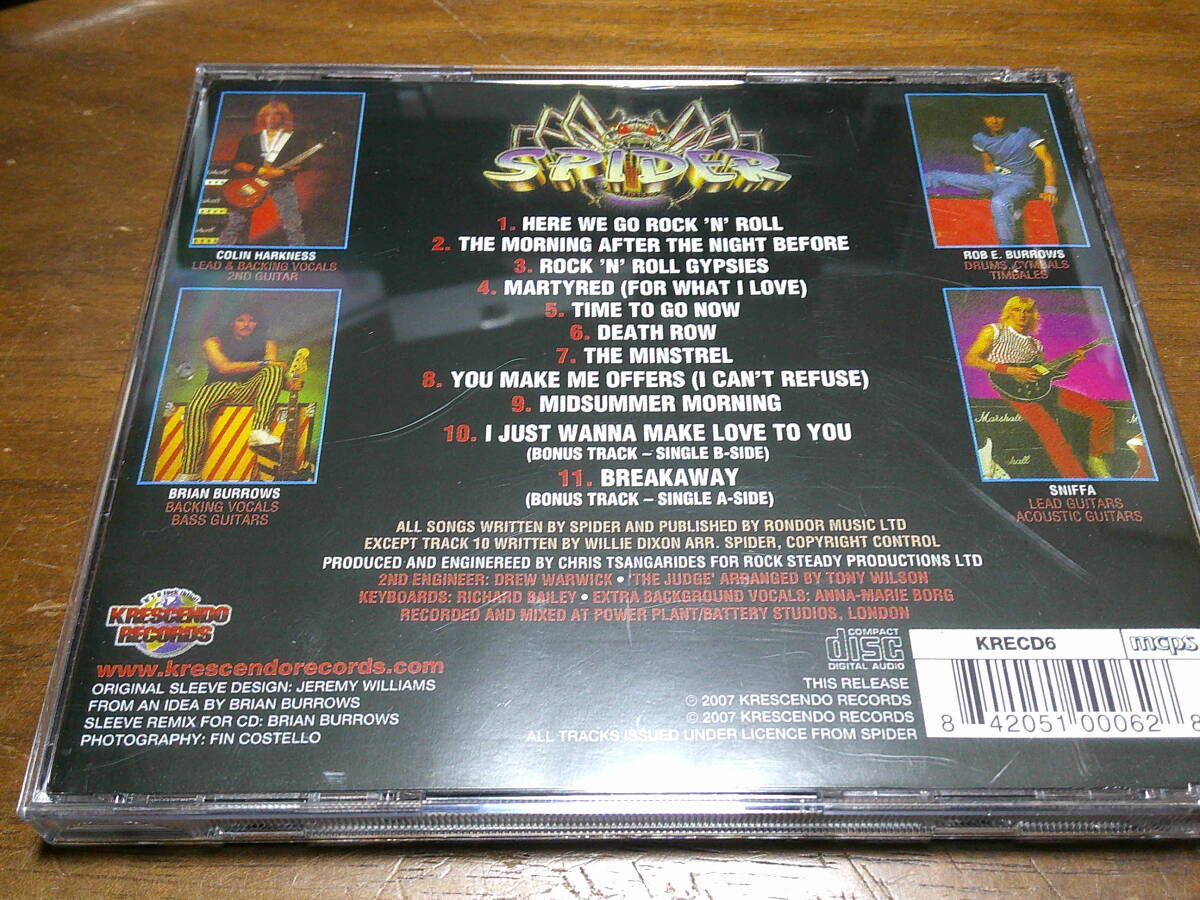 SPIDER
COLIN HARKNESS
LEAD & BACKING VOCALS
2ND GUITAR
BRIAN BURROWS
BACKING VOCALS
BASS GUITARS
ROB E. BURROWS
DRUMS, CYMBALS
TIMBALES
Marshall
SNIFFA
LEAD GUITARS
ACOUSTIC GUITARS
1. HERE WE GO ROCK 'N' ROLL
2. THE MORNING AFTER THE NIGHT BEFORE
3. ROCK 'N' ROLL GYPSIES
4. MARTYRED (FOR WHAT I LOVE)
5. TIME TO GO NOW
6. DEATH ROW
7. THE MINSTREL
8. YOU MAKE ME OFFERS (I CAN'T REFUSE)
9. MIDSUMMER MORNING
10. I JUST WANNA MAKE LOVE TO YOU
(BONUS TRACK – SINGLE B-SIDE)
11. BREAKAWAY
(BONUS TRACK – SINGLE A-SIDE)
ALL SONGS WRITTEN BY SPIDER AND PUBLISHED BY RONDOR MUSIC LTD
EXCEPT TRACK 10 WRITTEN BY WILLIE DIXON ARR. SPIDER, COPYRIGHT CONTROL
PRODUCED AND ENGINEREED BY CHRIS TSANGARIDES FOR ROCK STEADY PRODUCTIONS LTD
2ND ENGINEER: DREW WARWICK • 'THE JUDGE' ARRANGED BY TONY WILSON
KEYBOARDS: RICHARD BAILEY • EXTRA BACKGROUND VOCALS: ANNA-MARIE BORG
RECORDED AND MIXED AT POWER PLANT/BATTERY STUDIOS, LONDON
KRESCENDO
RECORDS
www.krescendorecords.com
ORIGINAL SLEEVE DESIGN: JEREMY WILLIAMS
FROM AN IDEA BY BRIAN BURROWS
SLEEVE REMIX FOR CD: BRIAN BURROWS
PHOTOGRAPHY: FIN COSTELLO
COMPACT
disc
DIGITAL AUDIO
THIS RELEASE
℗ 2007 KRESCENDO RECORDS
© 2007 KRESCENDO RECORDS
ALL TRACKS ISSUED UNDER LICENCE FROM SPIDER
KRECD6
mcps
8 42051 00062 8